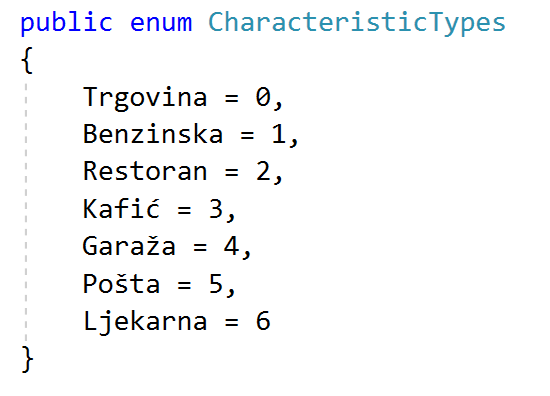 public enum CharacteristicTypes
{
Trgovina = 0,
Benzinska = 1,
Restoran = 2,
Kafić = 3,
Garaža = 4,
Pošta = 5,
Ljekarna = 6
}